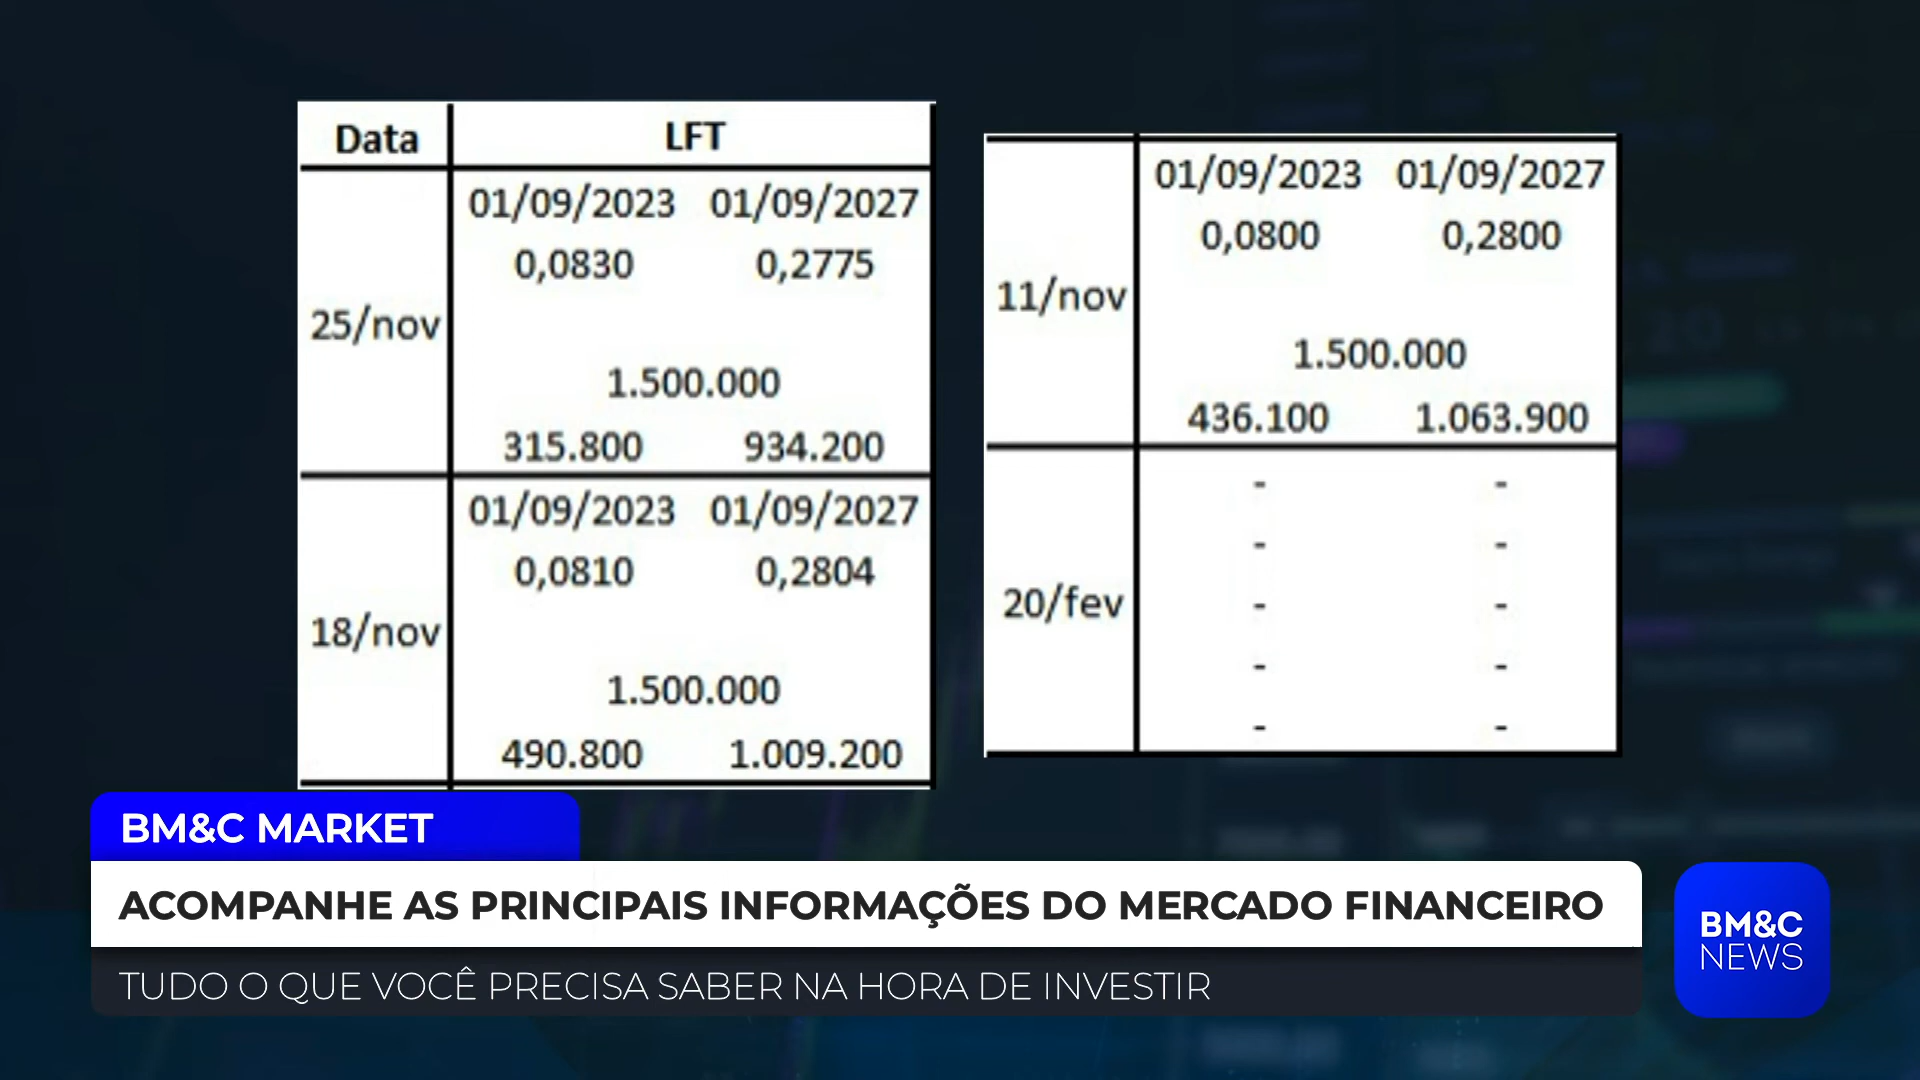 Data LFT
01/09/2023 01/09/2027
0,0830 0,2775
25/nov
1.500.000
315.800 934.200
01/09/2023 01/09/2027
0,0810 0,2804
18/nov
1.500.000
490.800 1.009.200
01/09/2023 01/09/2027
0,0800 0,2800
11/nov
1.500.000
436.100 1.063.900
- -
- -
20/fev - -
- -
- -
BM&C MARKET
ACOMPANHE AS PRINCIPAIS INFORMAÇÕES DO MERCADO FINANCEIRO
TUDO O QUE VOCÊ PRECISA SABER NA HORA DE INVESTIR
BM&C
NEWS